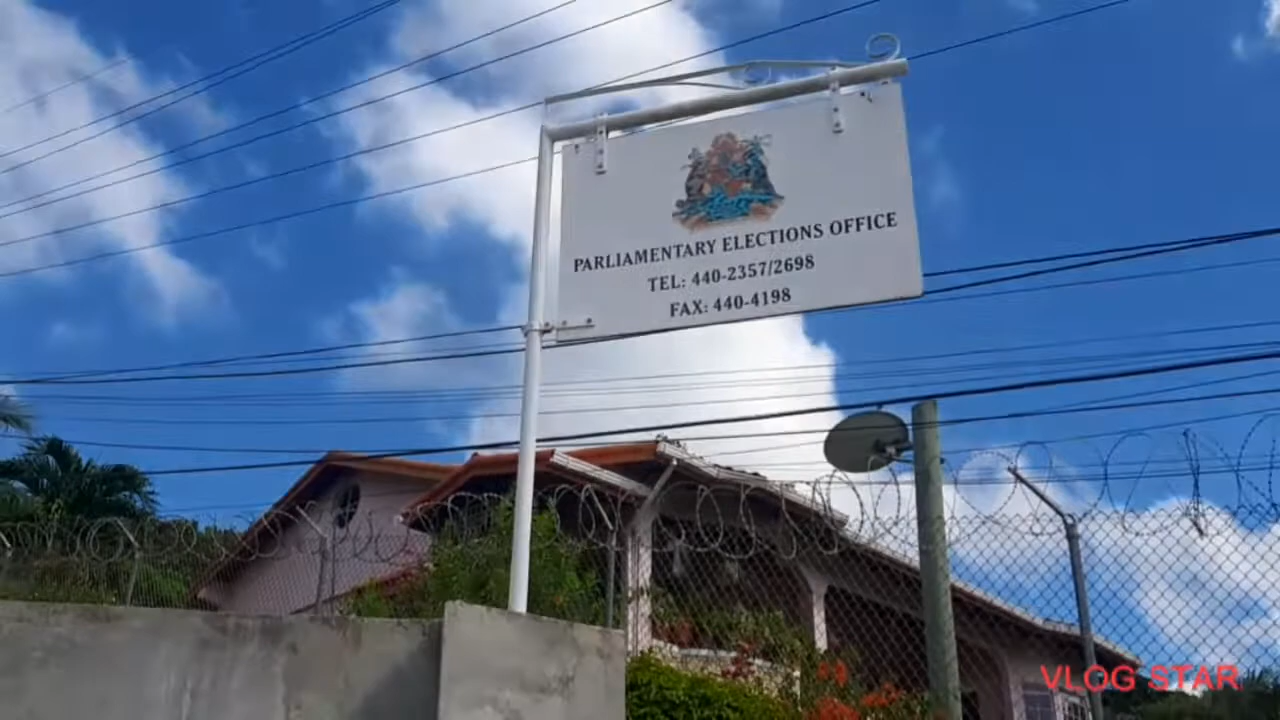 PARLIAMENTARY ELECTIONS OFFICE
TEL: 440-2357/2698
FAX: 440-4198
VLOG STAR